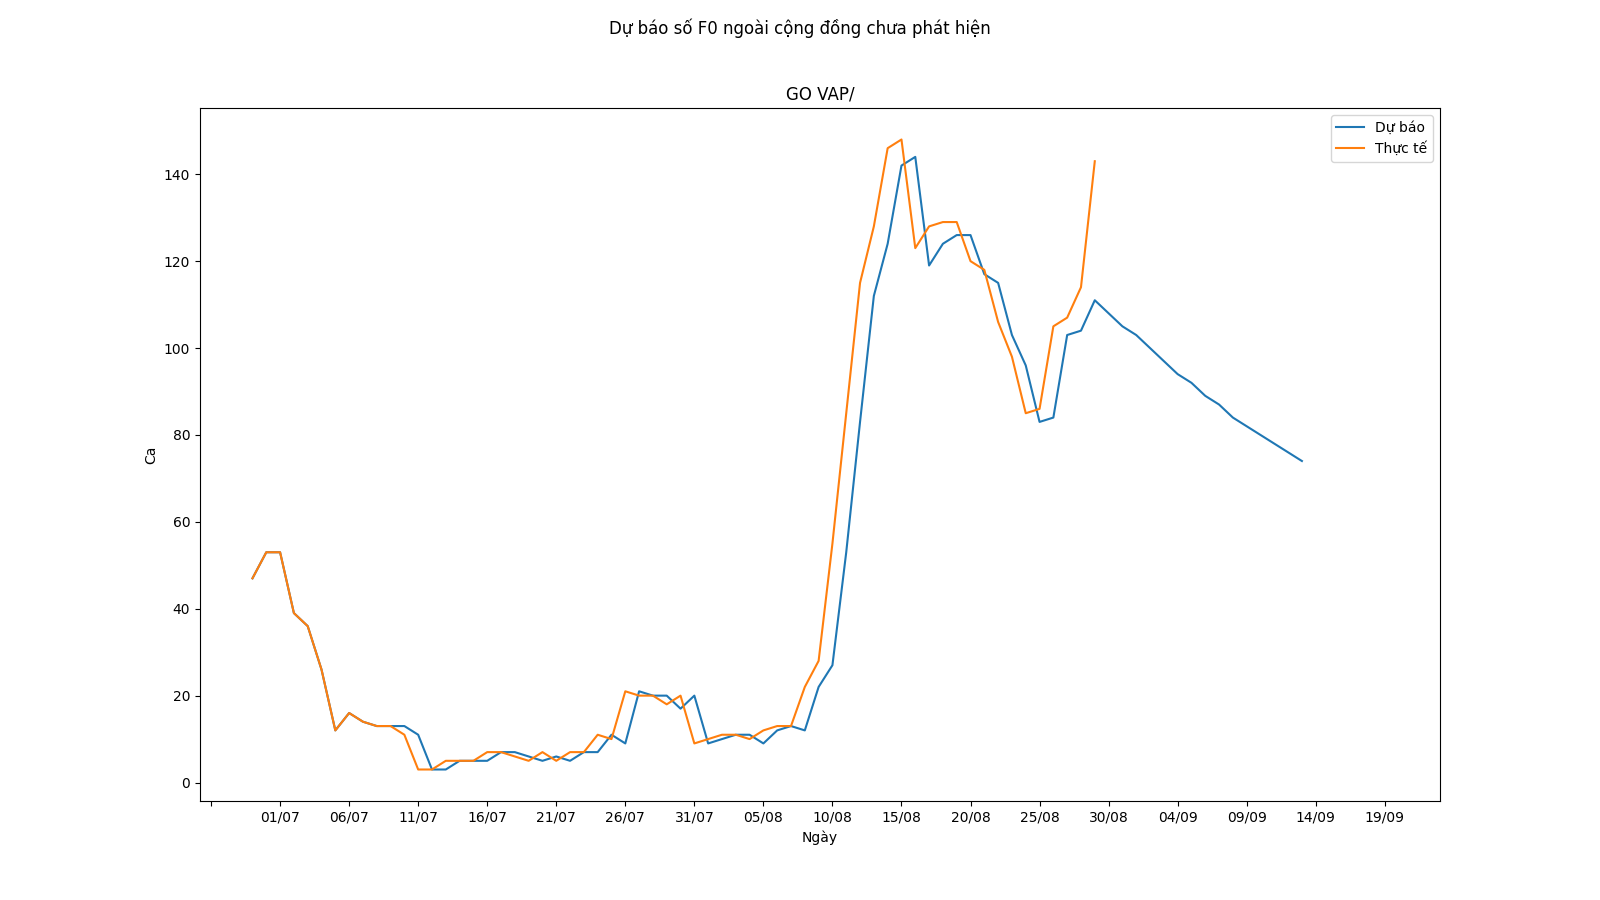 Dự báo số F0 ngoài cộng đồng chưa phát hiện
GO VAP/
Dự báo
Thực tế
140
120
100
80
60
40
20
0
Ca
01/07 06/07 11/07 16/07 21/07 26/07 31/07 05/08 10/08 15/08 20/08 25/08 30/08 04/09 09/09 14/09 19/09
Ngày